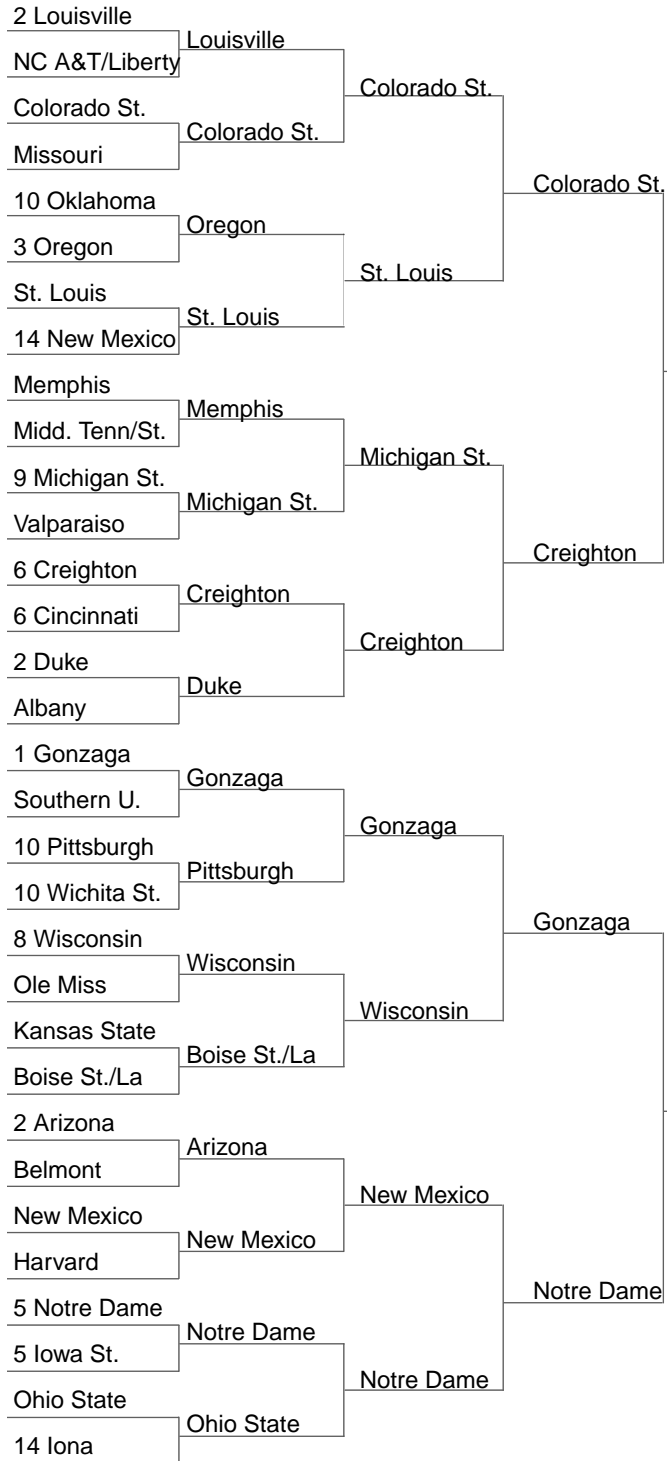 2 Louisville
NC A&T/Liberty
Colorado St.
Missouri
10 Oklahoma
3 Oregon
St. Louis
14 New Mexico
Memphis
Midd. Tenn/St.
9 Michigan St.
Valparaiso
6 Creighton
6 Cincinnati
2 Duke
Albany
1 Gonzaga
Southern U.
10 Pittsburgh
10 Wichita St.
8 Wisconsin
Ole Miss
Kansas State
Boise St./La
2 Arizona
Belmont
New Mexico
Harvard
5 Notre Dame
5 Iowa St.
Ohio State
14 Iona
Louisville
Colorado St.
Oregon
St. Louis
Memphis
Michigan St.
Creighton
Duke
Gonzaga
Pittsburgh
Wisconsin
Boise St./La
Arizona
New Mexico
Notre Dame
Ohio State
Colorado St.
St. Louis
Michigan St.
Creighton
Gonzaga
Wisconsin
New Mexico
Notre Dame
Colorado St.
Creighton
Gonzaga
Notre Dame